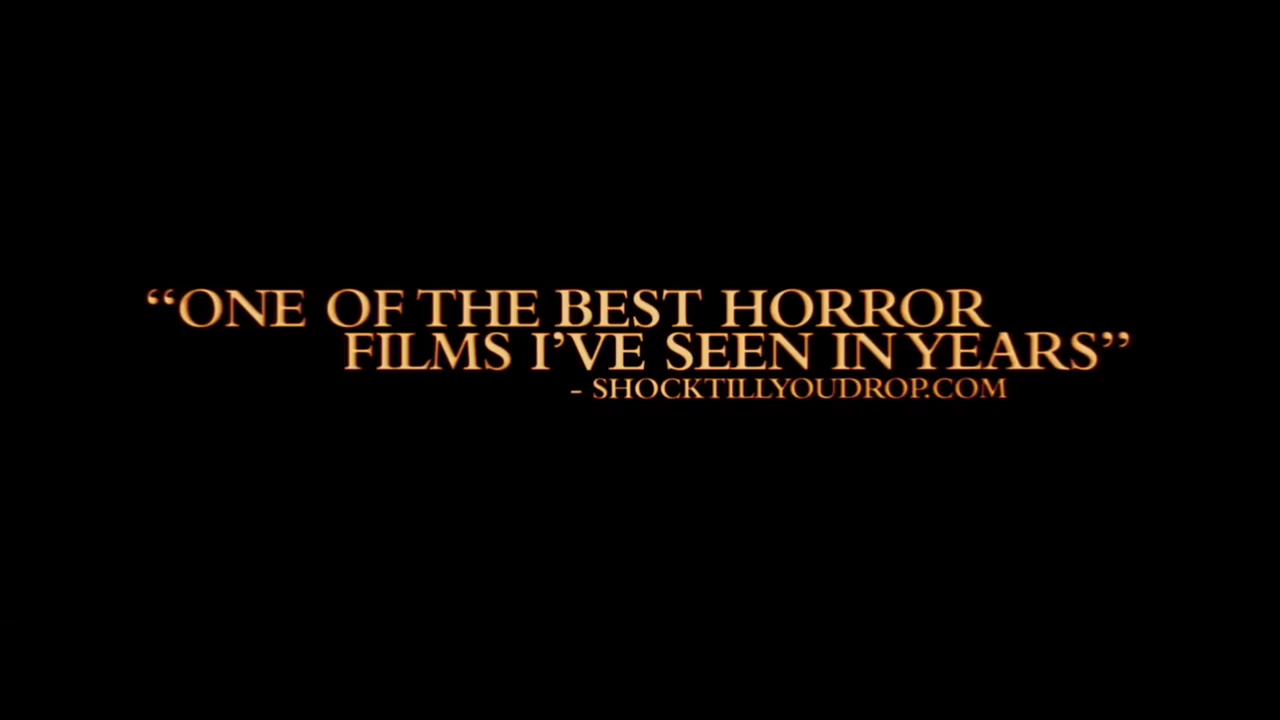 “ONE OF THE BEST HORROR
FILMS I’VE SEEN IN YEARS”
- SHOCKTILLYOUDROP.COM